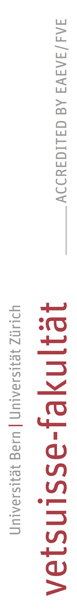 Universität Bern | Universität Zürich
vetsuisse-fakultät
ACCREDITED BY EAEVE/FVE